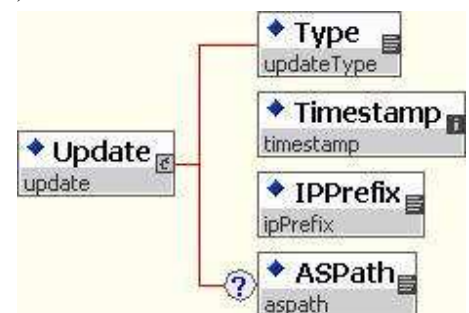 Type
updateType
Timestamp
timestamp
Update
update
IPPrefix
ipPrefix
?
ASPath
aspath